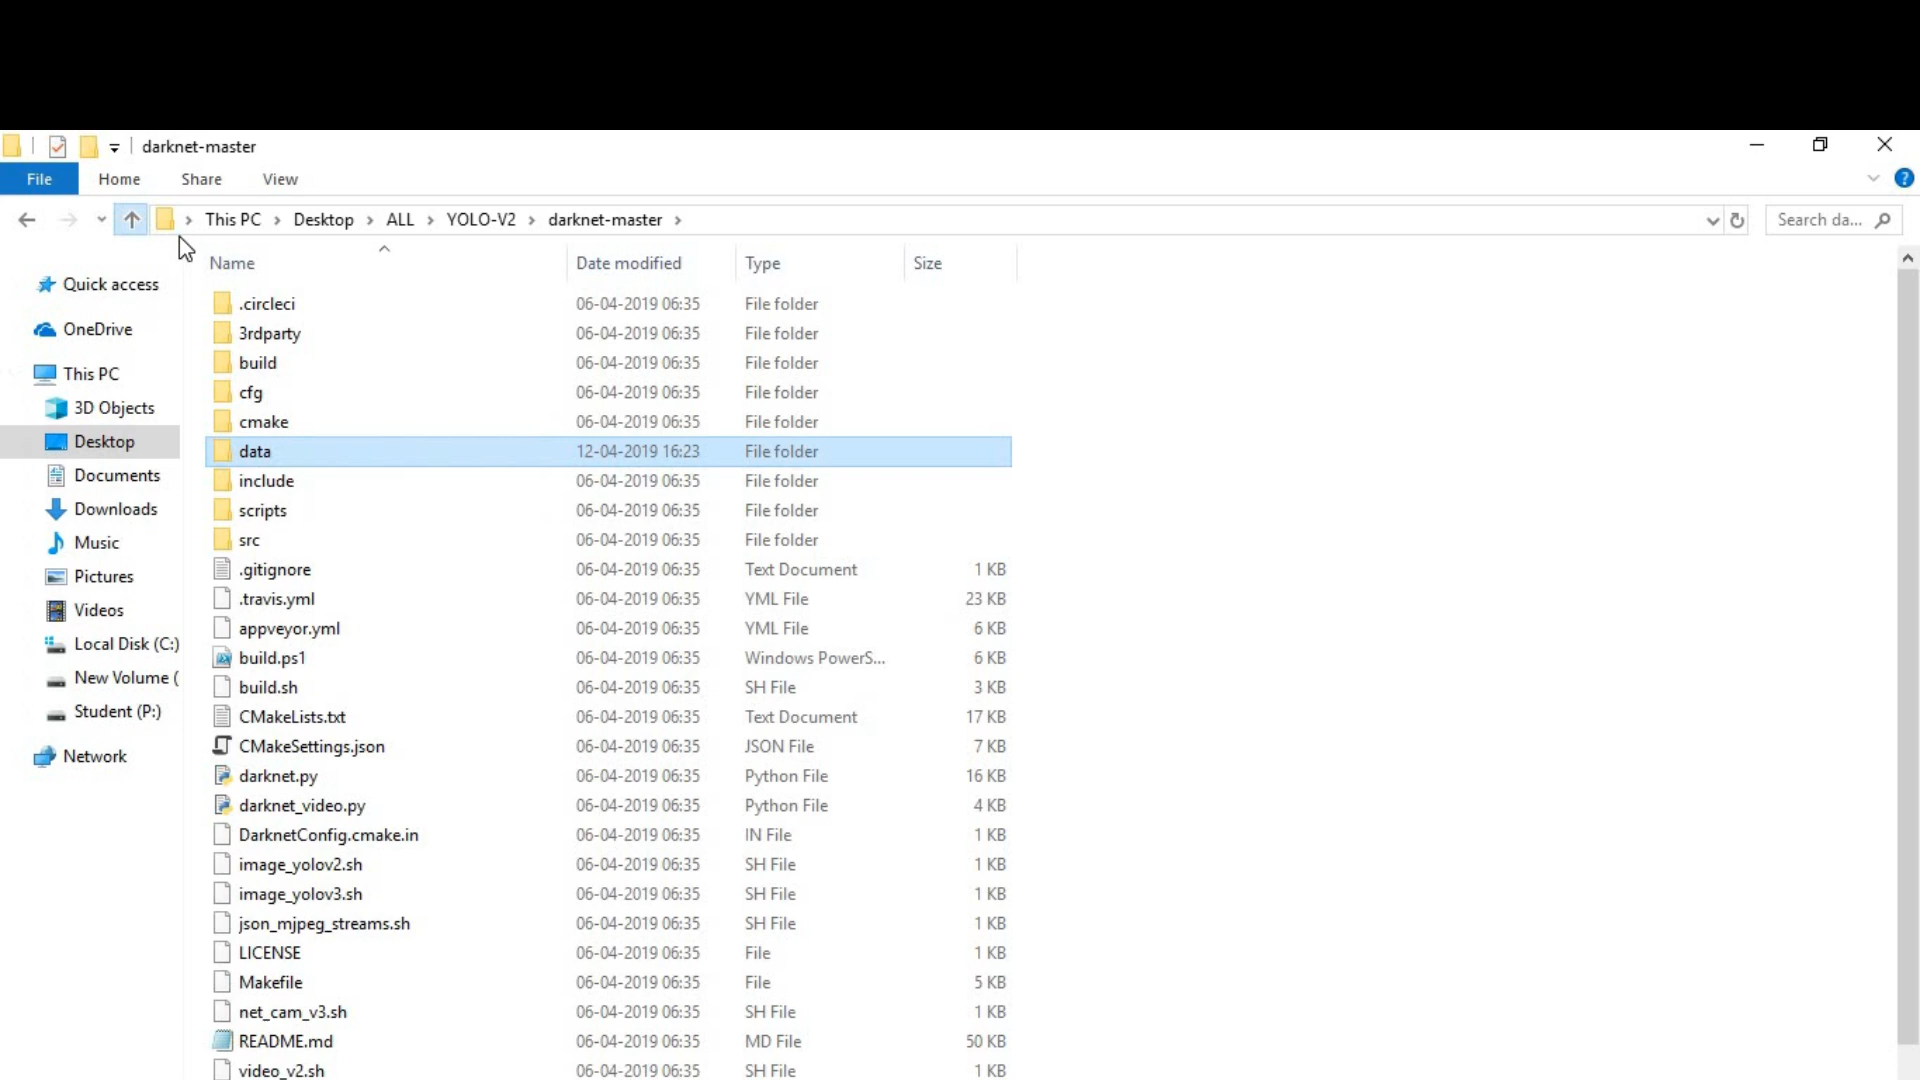 darknet-master
File Home Share View
This PC Desktop ALL YOLO-V2 darknet-master Search da...
Name Date modified Type Size
Quick access
OneDrive
This PC
3D Objects
Desktop
Documents
Downloads
Music
Pictures
Videos
Local Disk (C:)
New Volume (
Student (P:)
Network
.circleci 06-04-2019 06:35 File folder
3rdparty 06-04-2019 06:35 File folder
build 06-04-2019 06:35 File folder
cfg 06-04-2019 06:35 File folder
cmake 06-04-2019 06:35 File folder
data 12-04-2019 16:23 File folder
include 06-04-2019 06:35 File folder
scripts 06-04-2019 06:35 File folder
src 06-04-2019 06:35 File folder
.gitignore 06-04-2019 06:35 Text Document 1 KB
.travis.yml 06-04-2019 06:35 YML File 23 KB
appveyor.yml 06-04-2019 06:35 YML File 6 KB
build.ps1 06-04-2019 06:35 Windows PowerS... 6 KB
build.sh 06-04-2019 06:35 SH File 3 KB
CMakeLists.txt 06-04-2019 06:35 Text Document 17 KB
CMakeSettings.json 06-04-2019 06:35 JSON File 7 KB
darknet.py 06-04-2019 06:35 Python File 16 KB
darknet_video.py 06-04-2019 06:35 Python File 4 KB
DarknetConfig.cmake.in 06-04-2019 06:35 IN File 1 KB
image_yolov2.sh 06-04-2019 06:35 SH File 1 KB
image_yolov3.sh 06-04-2019 06:35 SH File 1 KB
json_mjpeg_streams.sh 06-04-2019 06:35 SH File 1 KB
LICENSE 06-04-2019 06:35 File 1 KB
Makefile 06-04-2019 06:35 File 5 KB
net_cam_v3.sh 06-04-2019 06:35 SH File 1 KB
README.md 06-04-2019 06:35 MD File 50 KB
video_v2.sh 06-04-2019 06:35 SH File 1 KB